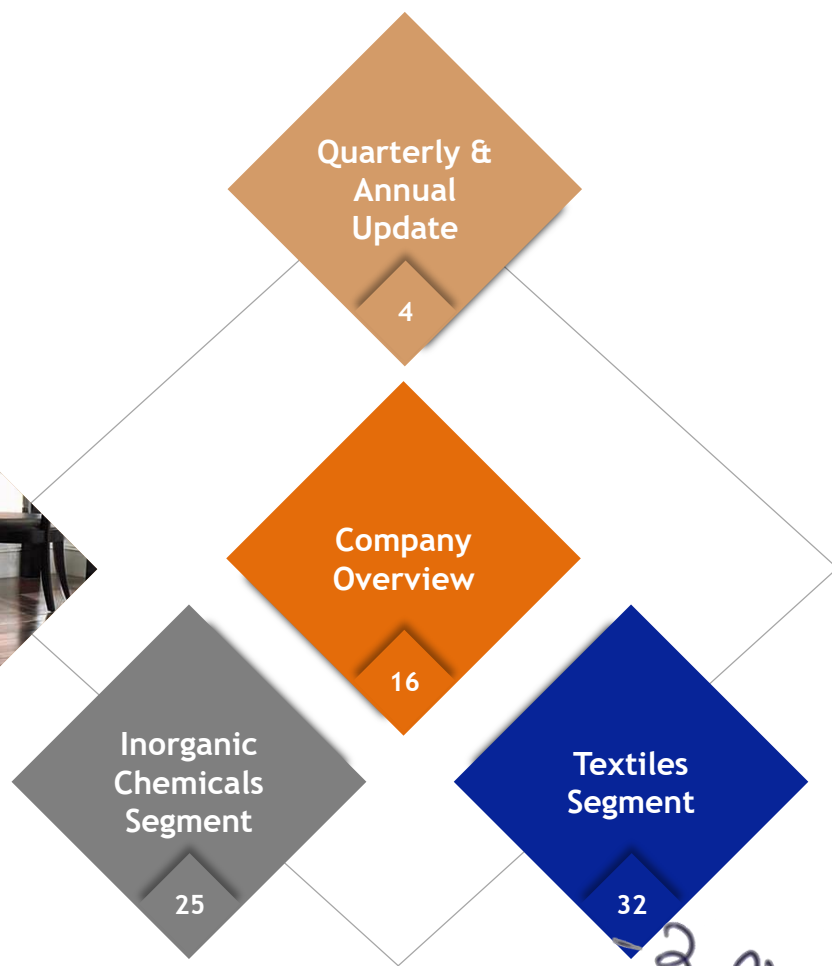 Quarterly &
Annual
Update
4
Company
Overview
16
Inorganic
Chemicals
Segment
25
Textiles
Segment
32